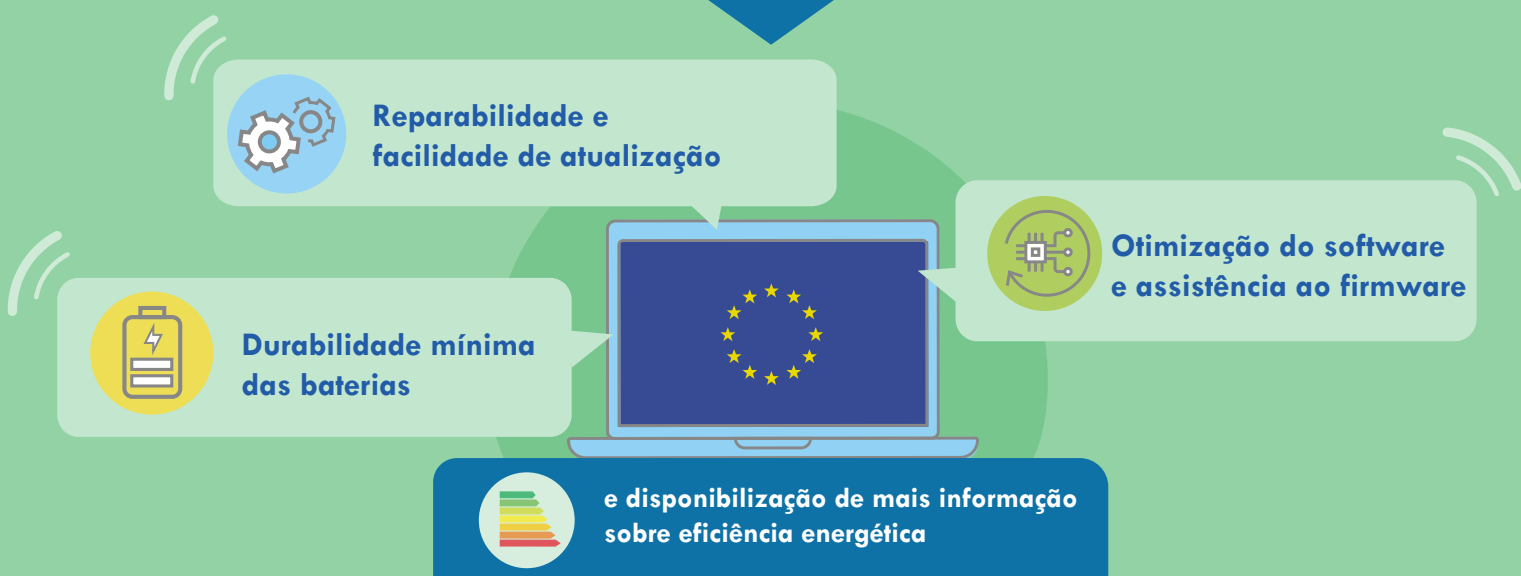 Reparabilidade e
facilidade de atualização
Otimização do software
e assistência ao firmware
Durabilidade mínima
das baterias
e disponibilização de mais informação
sobre eficiência energética